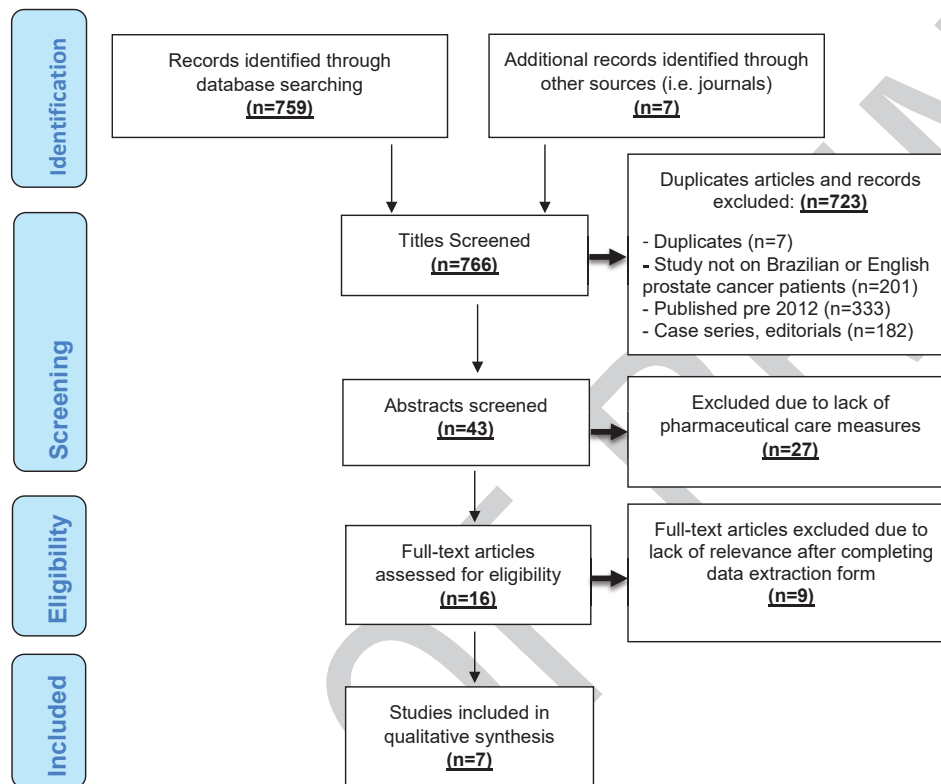 Identification
Records identified through
database searching
(n=759)
Additional records identified through
other sources (i.e. journals)
(n=7)
Screening
Titles Screened
(n=766)
Duplicates articles and records
excluded: (n=723)
- Duplicates (n=7)
- Study not on Brazilian or English
prostate cancer patients (n=201)
- Published pre 2012 (n=333)
- Case series, editorials (n=182)
Abstracts screened
(n=43)
Excluded due to lack of
pharmaceutical care measures
(n=27)
Eligibility
Full-text articles
assessed for eligibility
(n=16)
Full-text articles excluded due to
lack of relevance after completing
data extraction form
(n=9)
Included
Studies included in
qualitative synthesis
(n=7)